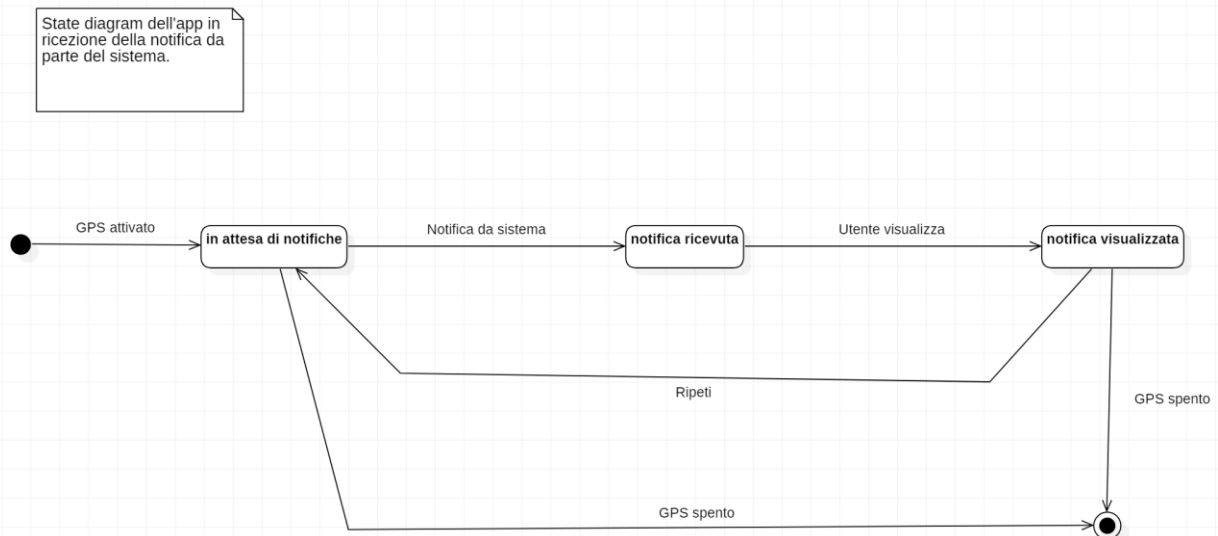 State diagram dell'app in
ricezione della notifica da
parte del sistema.
GPS attivato
in attesa di notifiche
Notifica da sistema
notifica ricevuta
Utente visualizza
notifica visualizzata
Ripeti
GPS spento
GPS spento